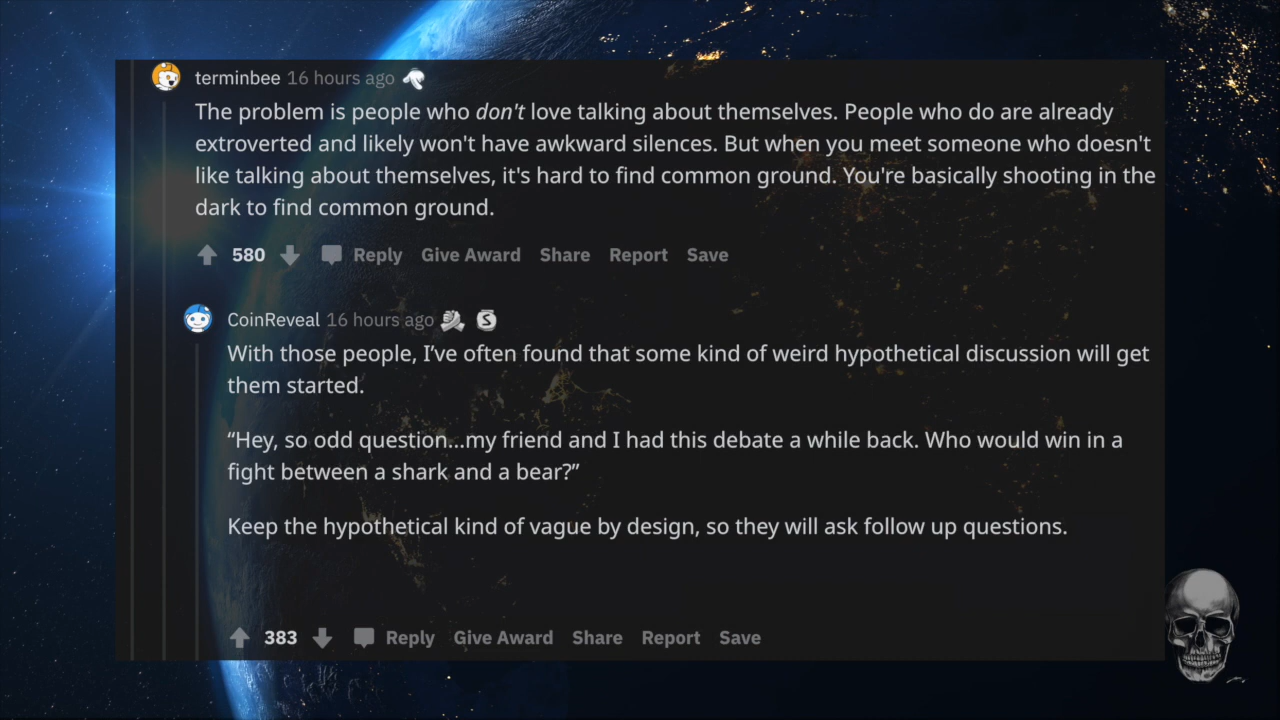 terminbee 16 hours ago
The problem is people who don't love talking about themselves. People who do are already
extroverted and likely won't have awkward silences. But when you meet someone who doesn't
like talking about themselves, it's hard to find common ground. You're basically shooting in the
dark to find common ground.
580 Reply Give Award Share Report Save
CoinReveal 16 hours ago S
With those people, I’ve often found that some kind of weird hypothetical discussion will get
them started.
“Hey, so odd question...my friend and I had this debate a while back. Who would win in a
fight between a shark and a bear?”
Keep the hypothetical kind of vague by design, so they will ask follow up questions.
383 Reply Give Award Share Report Save